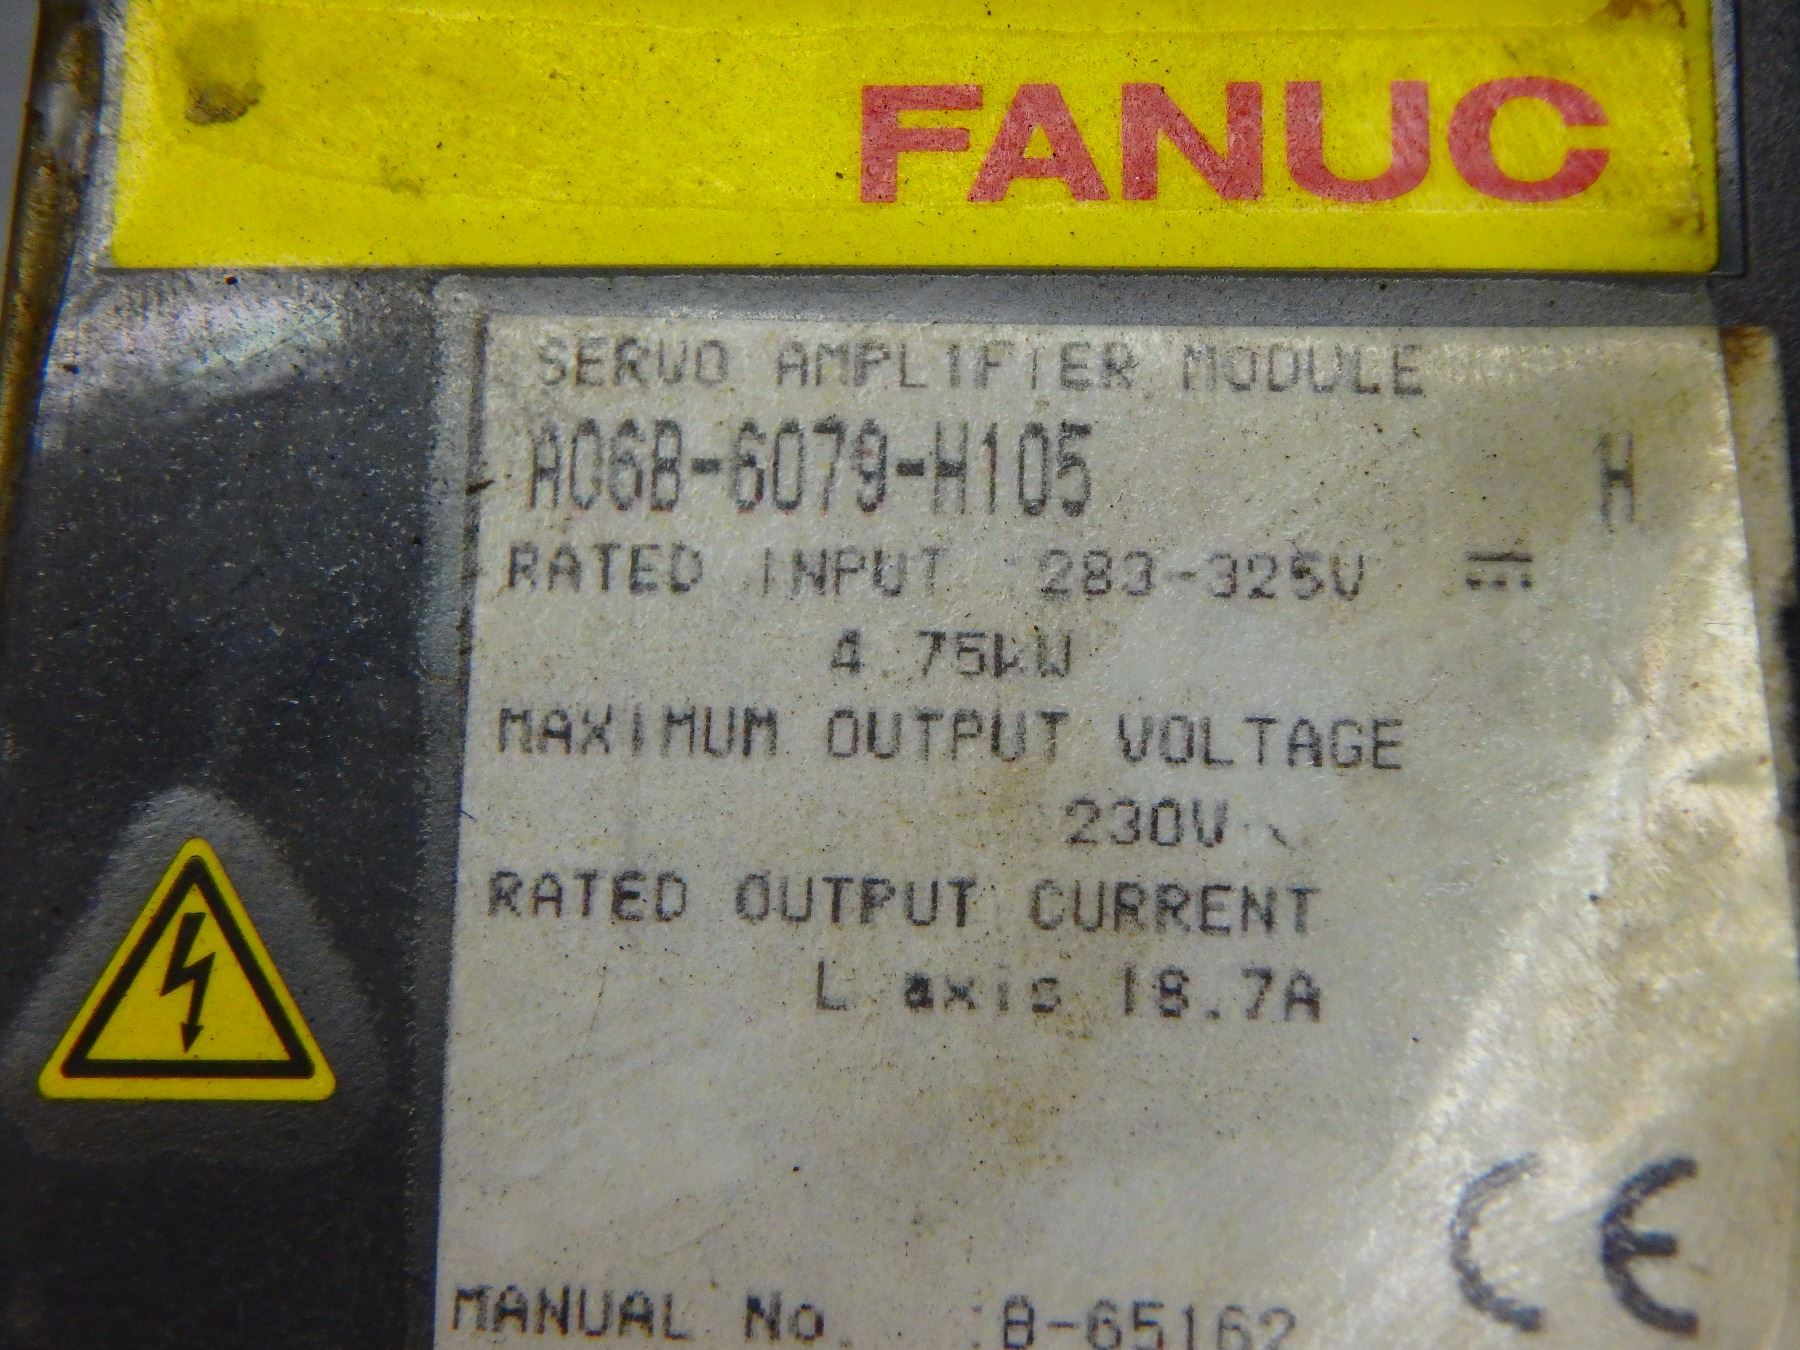 FANUC
SERVO AMPLIFIER MODULE
A06B-6079-H105 H
RATED INPUT :283-325V ⎓
4.75kW
MAXIMUM OUTPUT VOLTAGE
230V
RATED OUTPUT CURRENT
L axis 18.7A
CE
MANUAL No. :B-65162